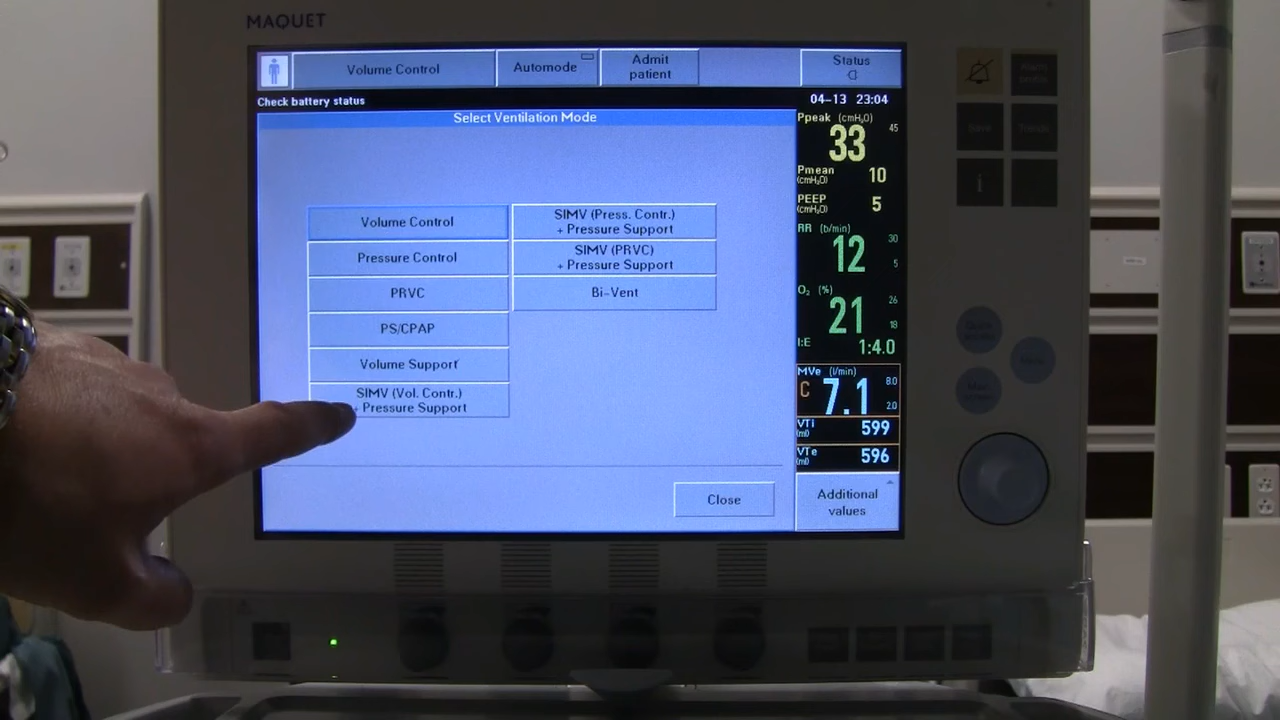 MAQUET
Volume Control
Automode
Admit
patient
Status
Check battery status
04-13 23:04
Select Ventilation Mode
Volume Control
Pressure Control
PRVC
PS/CPAP
Volume Support
SIMV (Vol. Contr.)
+ Pressure Support
SIMV (Press. Contr.)
+ Pressure Support
SIMV (PRVC)
+ Pressure Support
Bi-Vent
Close
Ppeak (cmH₂O)
33 45
Pmean
(cmH₂O) 10
PEEP
(cmH₂O) 5
RR (b/min)
12 30
5
O₂ (%)
21 26
18
I:E 1:4.0
MVe (l/min)
C 7.1 8.0
2.0
VTi
(ml) 599
VTe
(ml) 596
Additional
values